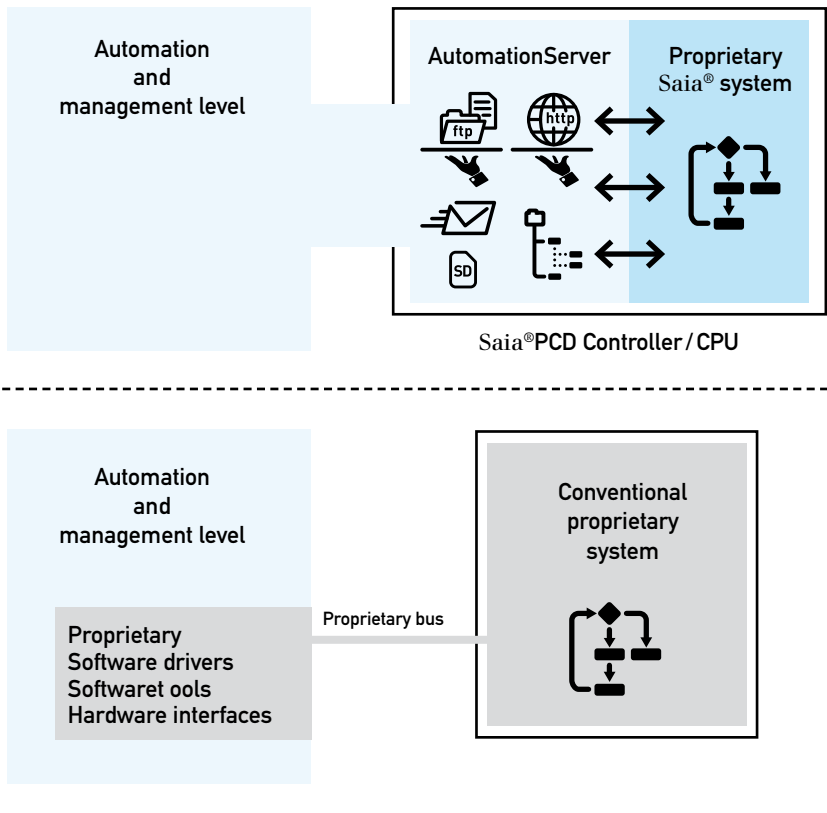 Automation
and
management level
AutomationServer
Proprietary
Saia® system
ftp
http
SD
Saia®PCD Controller / CPU
Automation
and
management level
Conventional
proprietary
system
Proprietary bus
Proprietary
Software drivers
Softwaret ools
Hardware interfaces